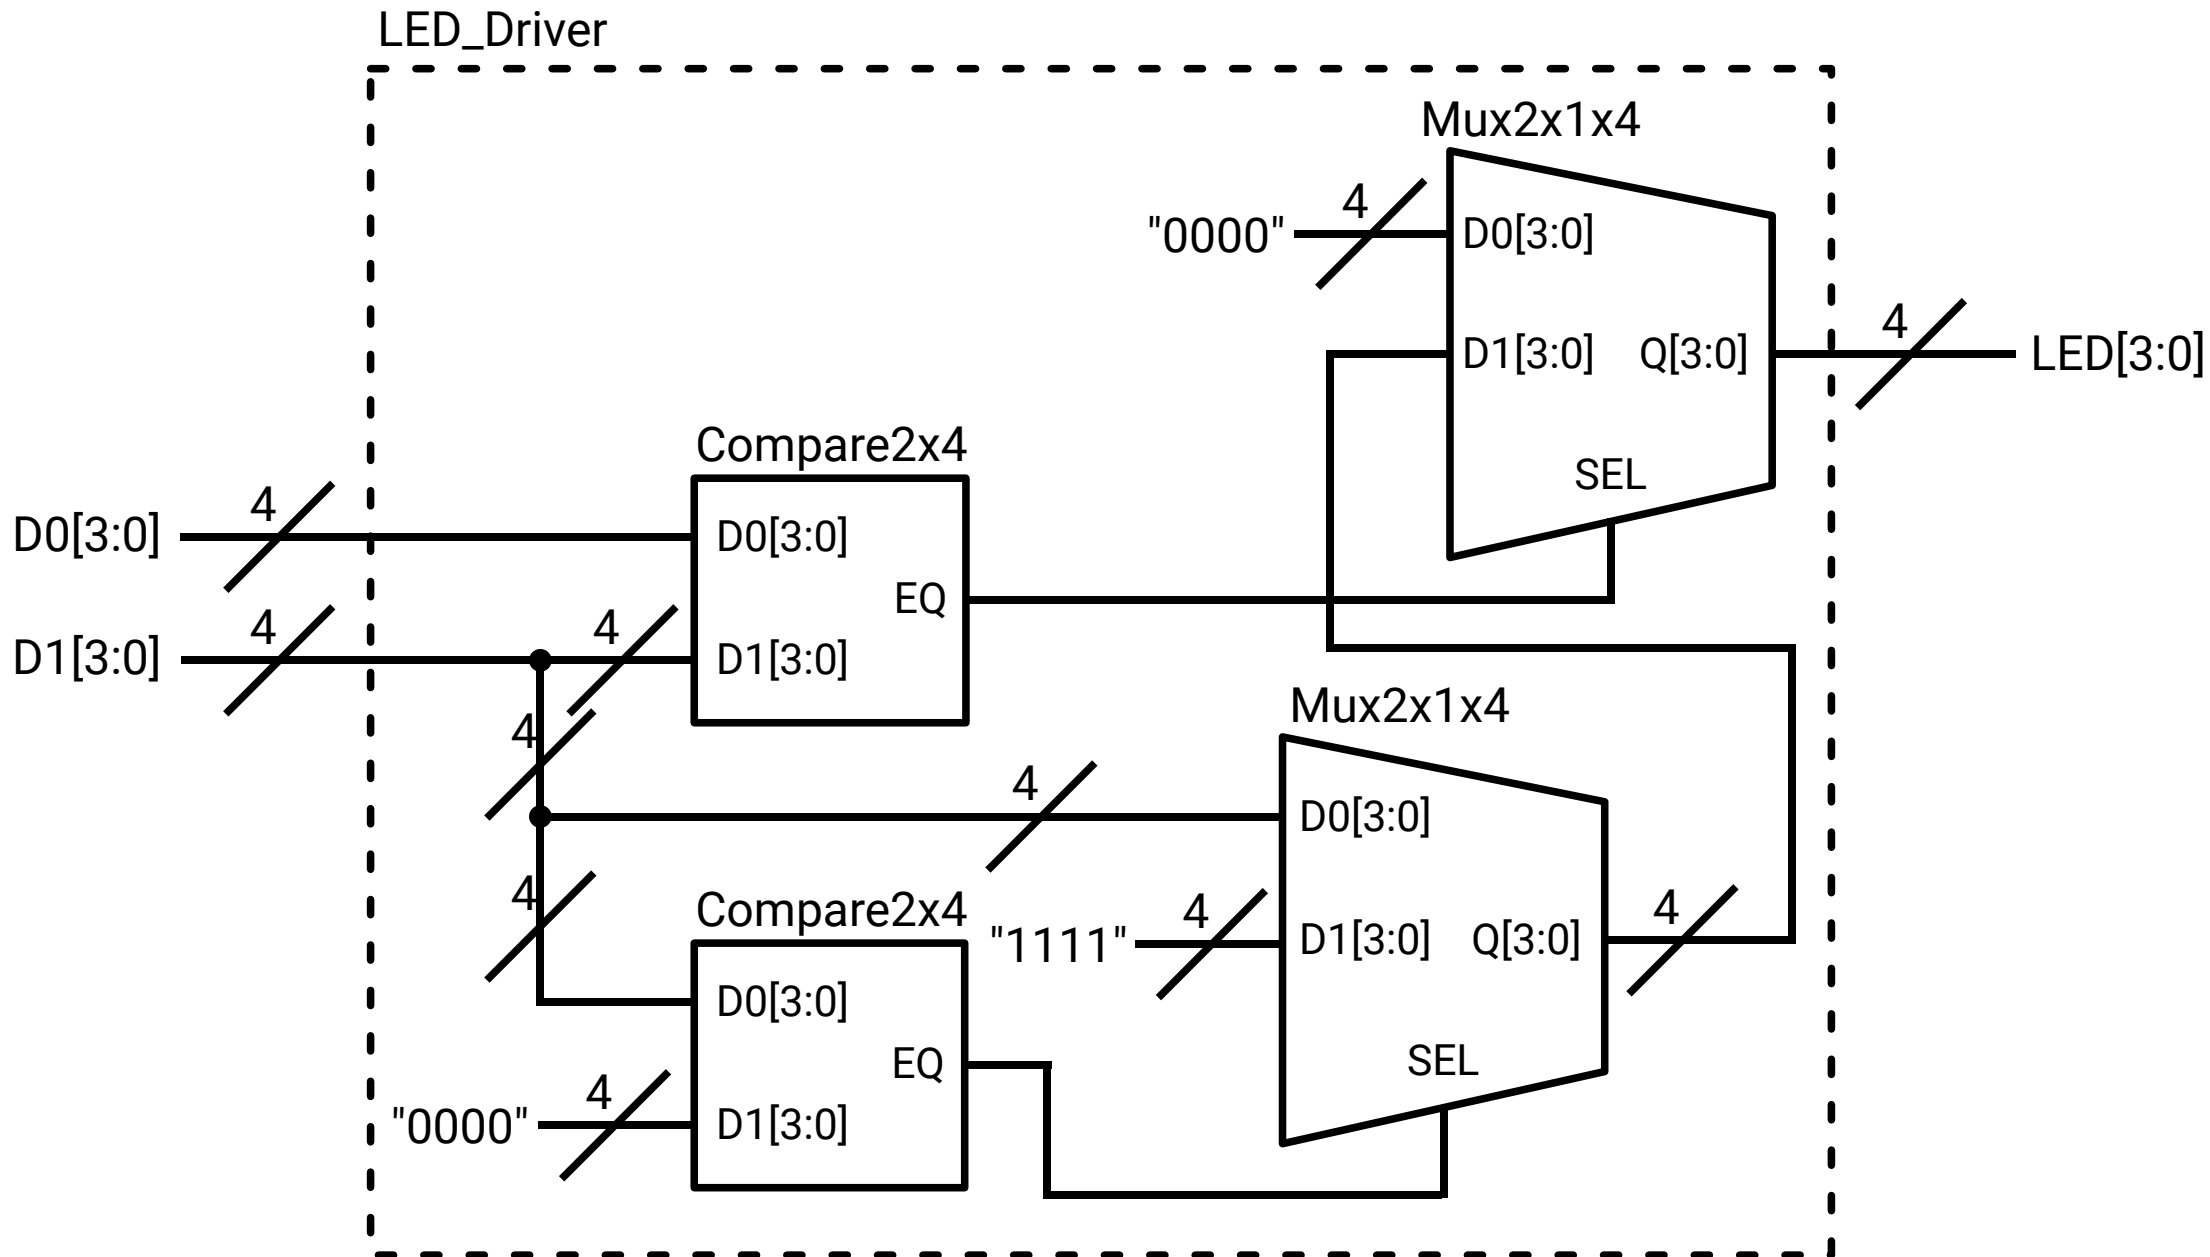 LED_Driver
Mux2x1x4
4
"0000"
D0[3:0]
D1[3:0]
Q[3:0]
SEL
4
LED[3:0]
Compare2x4
D0[3:0]
4
D0[3:0]
EQ
D1[3:0]
4
4
D1[3:0]
4
Mux2x1x4
4
D0[3:0]
4
"1111"
D1[3:0]
Q[3:0]
4
SEL
4
Compare2x4
D0[3:0]
EQ
"0000"
4
D1[3:0]